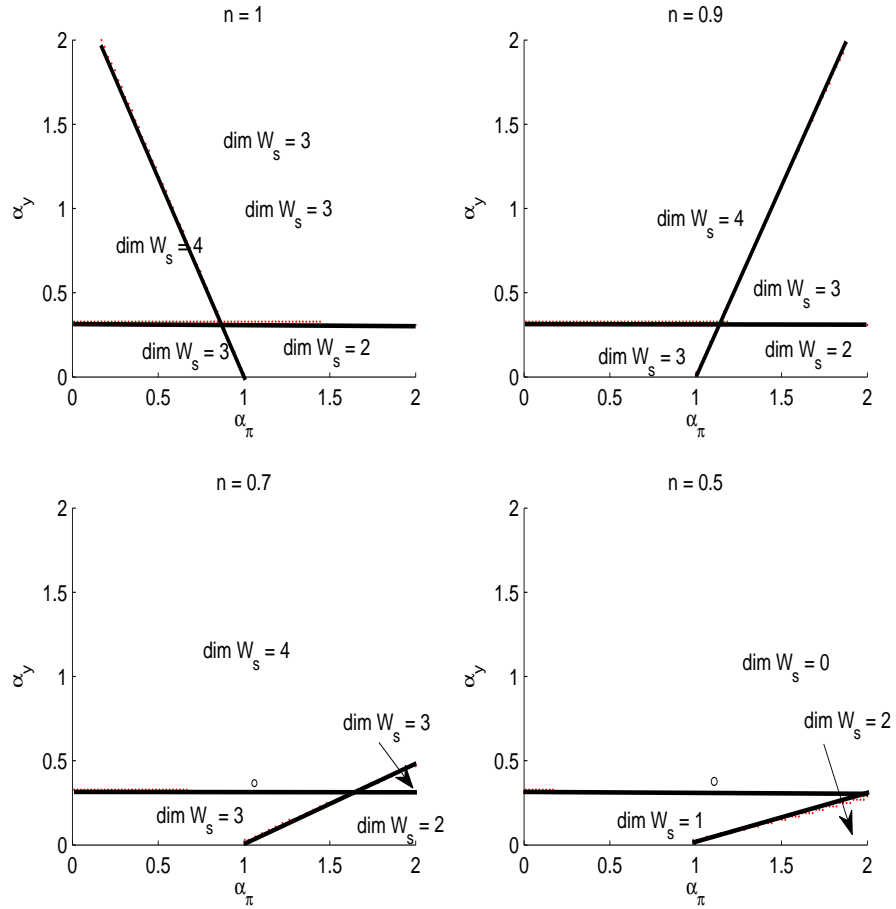 n = 1
2
1.5
1
0.5
0
α_y
dim W_s = 3
dim W_s = 3
dim W_s = 4
dim W_s = 3
dim W_s = 2
0 0.5 1 1.5 2
α_π
n = 0.9
2
1.5
1
0.5
0
dim W_s = 4
dim W_s = 3
dim W_s = 3
dim W_s = 2
0 0.5 1 1.5 2
α_π
n = 0.7
2
1.5
1
0.5
0
α_y
dim W_s = 4
dim W_s = 3
dim W_s = 3
dim W_s = 2
0 0.5 1 1.5 2
α_π
n = 0.5
2
1.5
1
0.5
0
α_y
dim W_s = 0
dim W_s = 2
dim W_s = 1
0 0.5 1 1.5 2
α_π